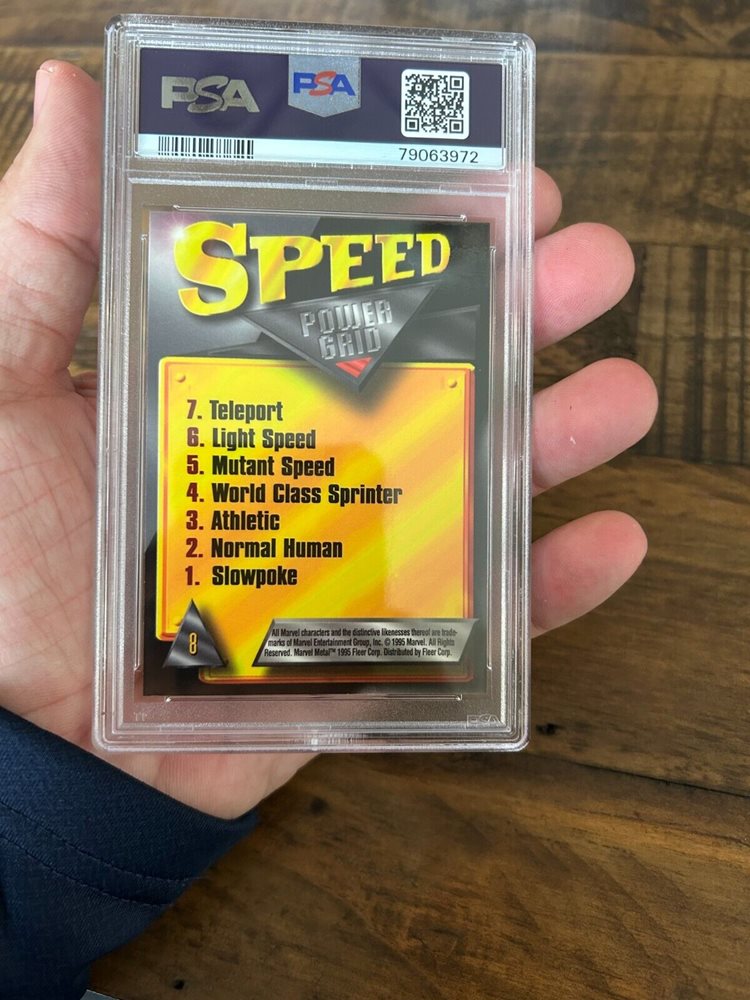 PSA
PSA
79063972
SPEED
POWER
GRID
7. Teleport
6. Light Speed
5. Mutant Speed
4. World Class Sprinter
3. Athletic
2. Normal Human
1. Slowpoke
8
All Marvel characters and the distinctive likenesses thereof are trade-
marks of Marvel Entertainment Group, Inc. © 1995 Marvel. All Rights
Reserved. Marvel Metal™ 1995 Fleer Corp. Distributed by Fleer Corp.
PSA